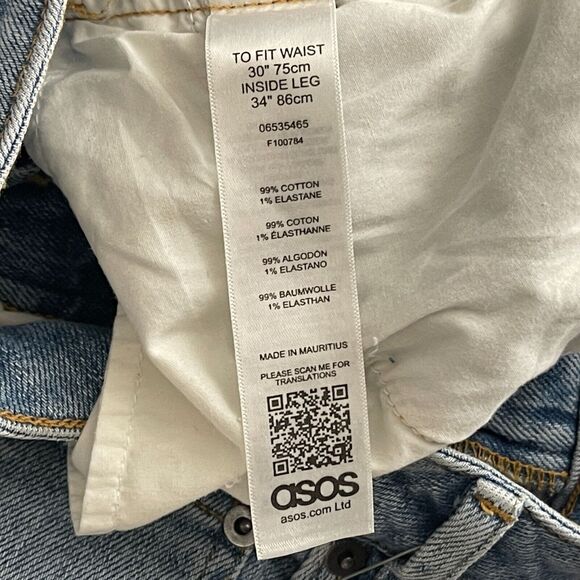 TO FIT WAIST
30" 75cm
INSIDE LEG
34" 86cm
06535465
F100784
99% COTTON
1% ELASTANE
99% COTON
1% ÉLASTHANNE
99% ALGODÓN
1% ELASTANO
99% BAUMWOLLE
1% ELASTHAN
MADE IN MAURITIUS
PLEASE SCAN ME FOR
TRANSLATIONS
asos
asos.com Ltd